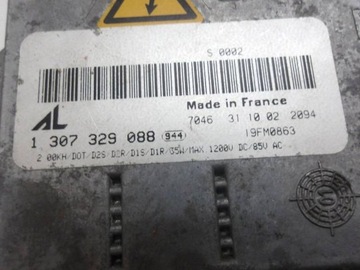 S 0002
Made in France
AL
7046 31 10 02 2094
1 307 329 088 944
19FM0863
2 00KH/DOT/D2S/D2R/D1S/D1R/35W/MAX 1200V DC/85V AC